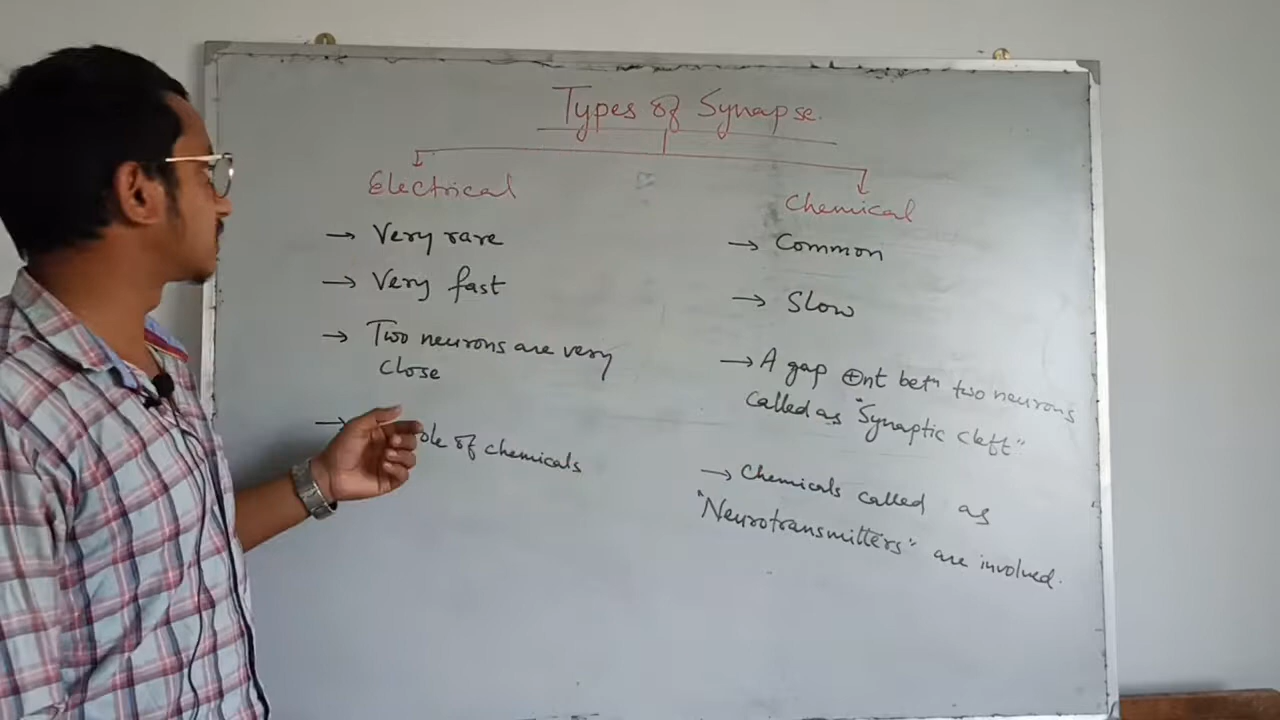 Types of Synapse.
Electrical
→ Very rare
→ Very fast
→ Two neurons are very
close
→ of chemicals
Chemical
→ Common
→ Slow
→ A gap ⊕nt betⁿ two neurons
called as "Synaptic cleft"
→ Chemicals called as
"Neurotransmitters" are involved.